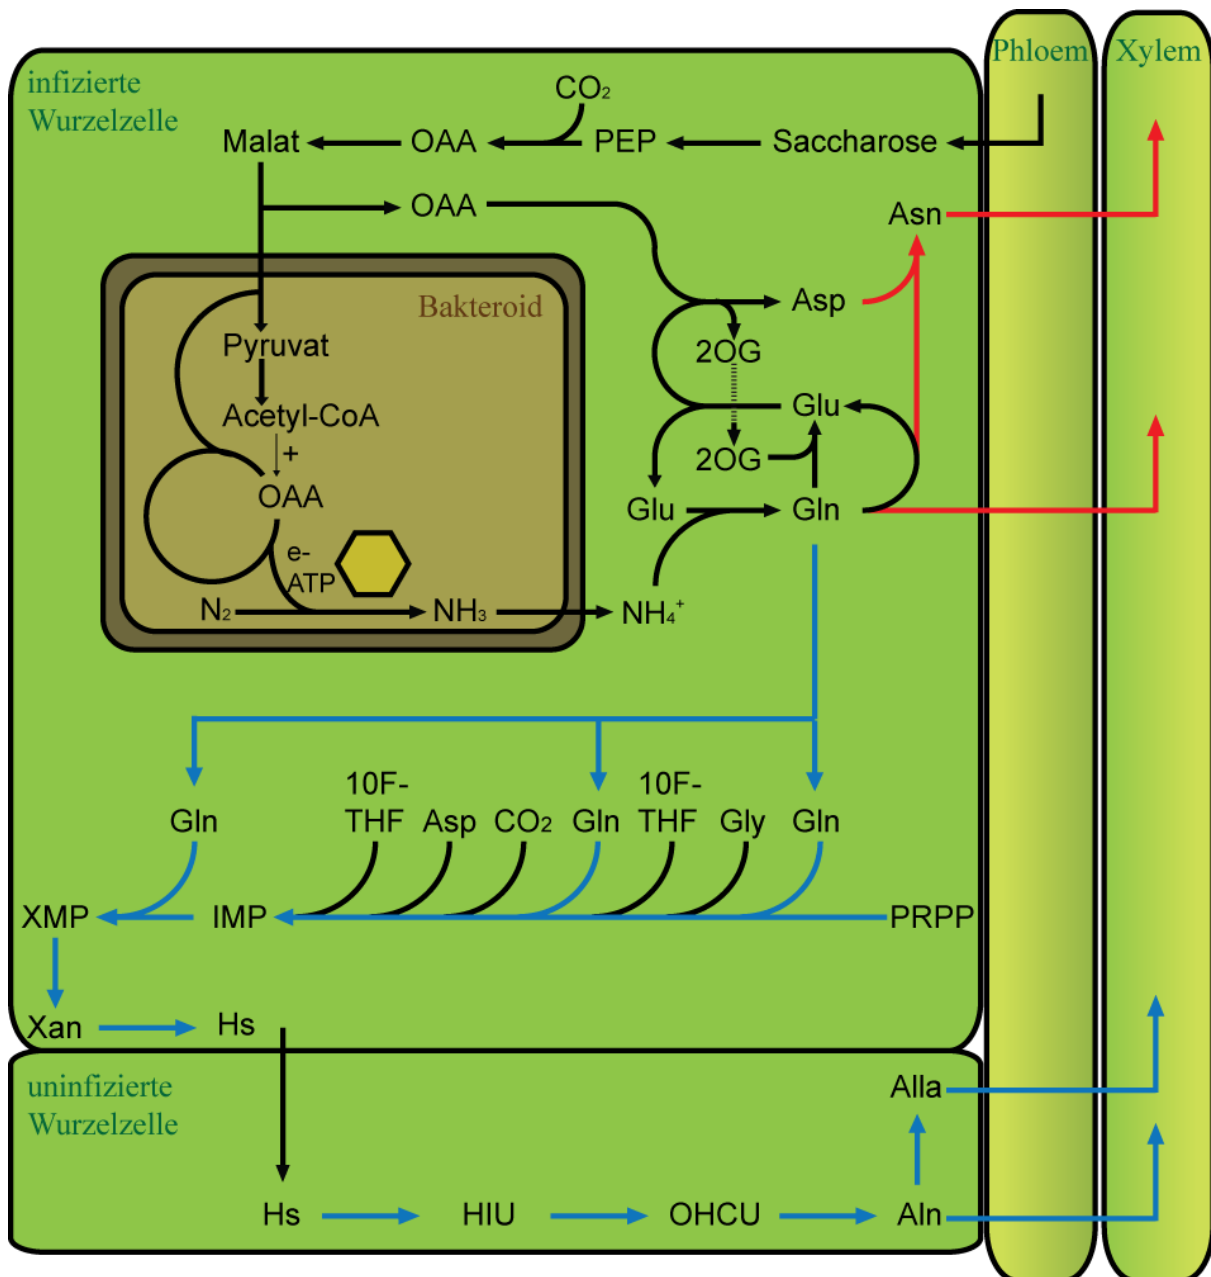 Phloem
Xylem
infizierte
Wurzelzelle
CO₂
Malat
OAA
PEP
Saccharose
OAA
Asn
Bakteroid
Asp
Pyruvat
2OG
Acetyl-CoA
Glu
+
2OG
OAA
Glu
Gln
e-
ATP
N₂
NH₃
NH₄⁺
10F-
THF
Gln
Asp
CO₂
Gln
10F-
THF
Gly
Gln
XMP
IMP
PRPP
Xan
Hs
uninfizierte
Wurzelzelle
Alla
Hs
HIU
OHCU
Aln